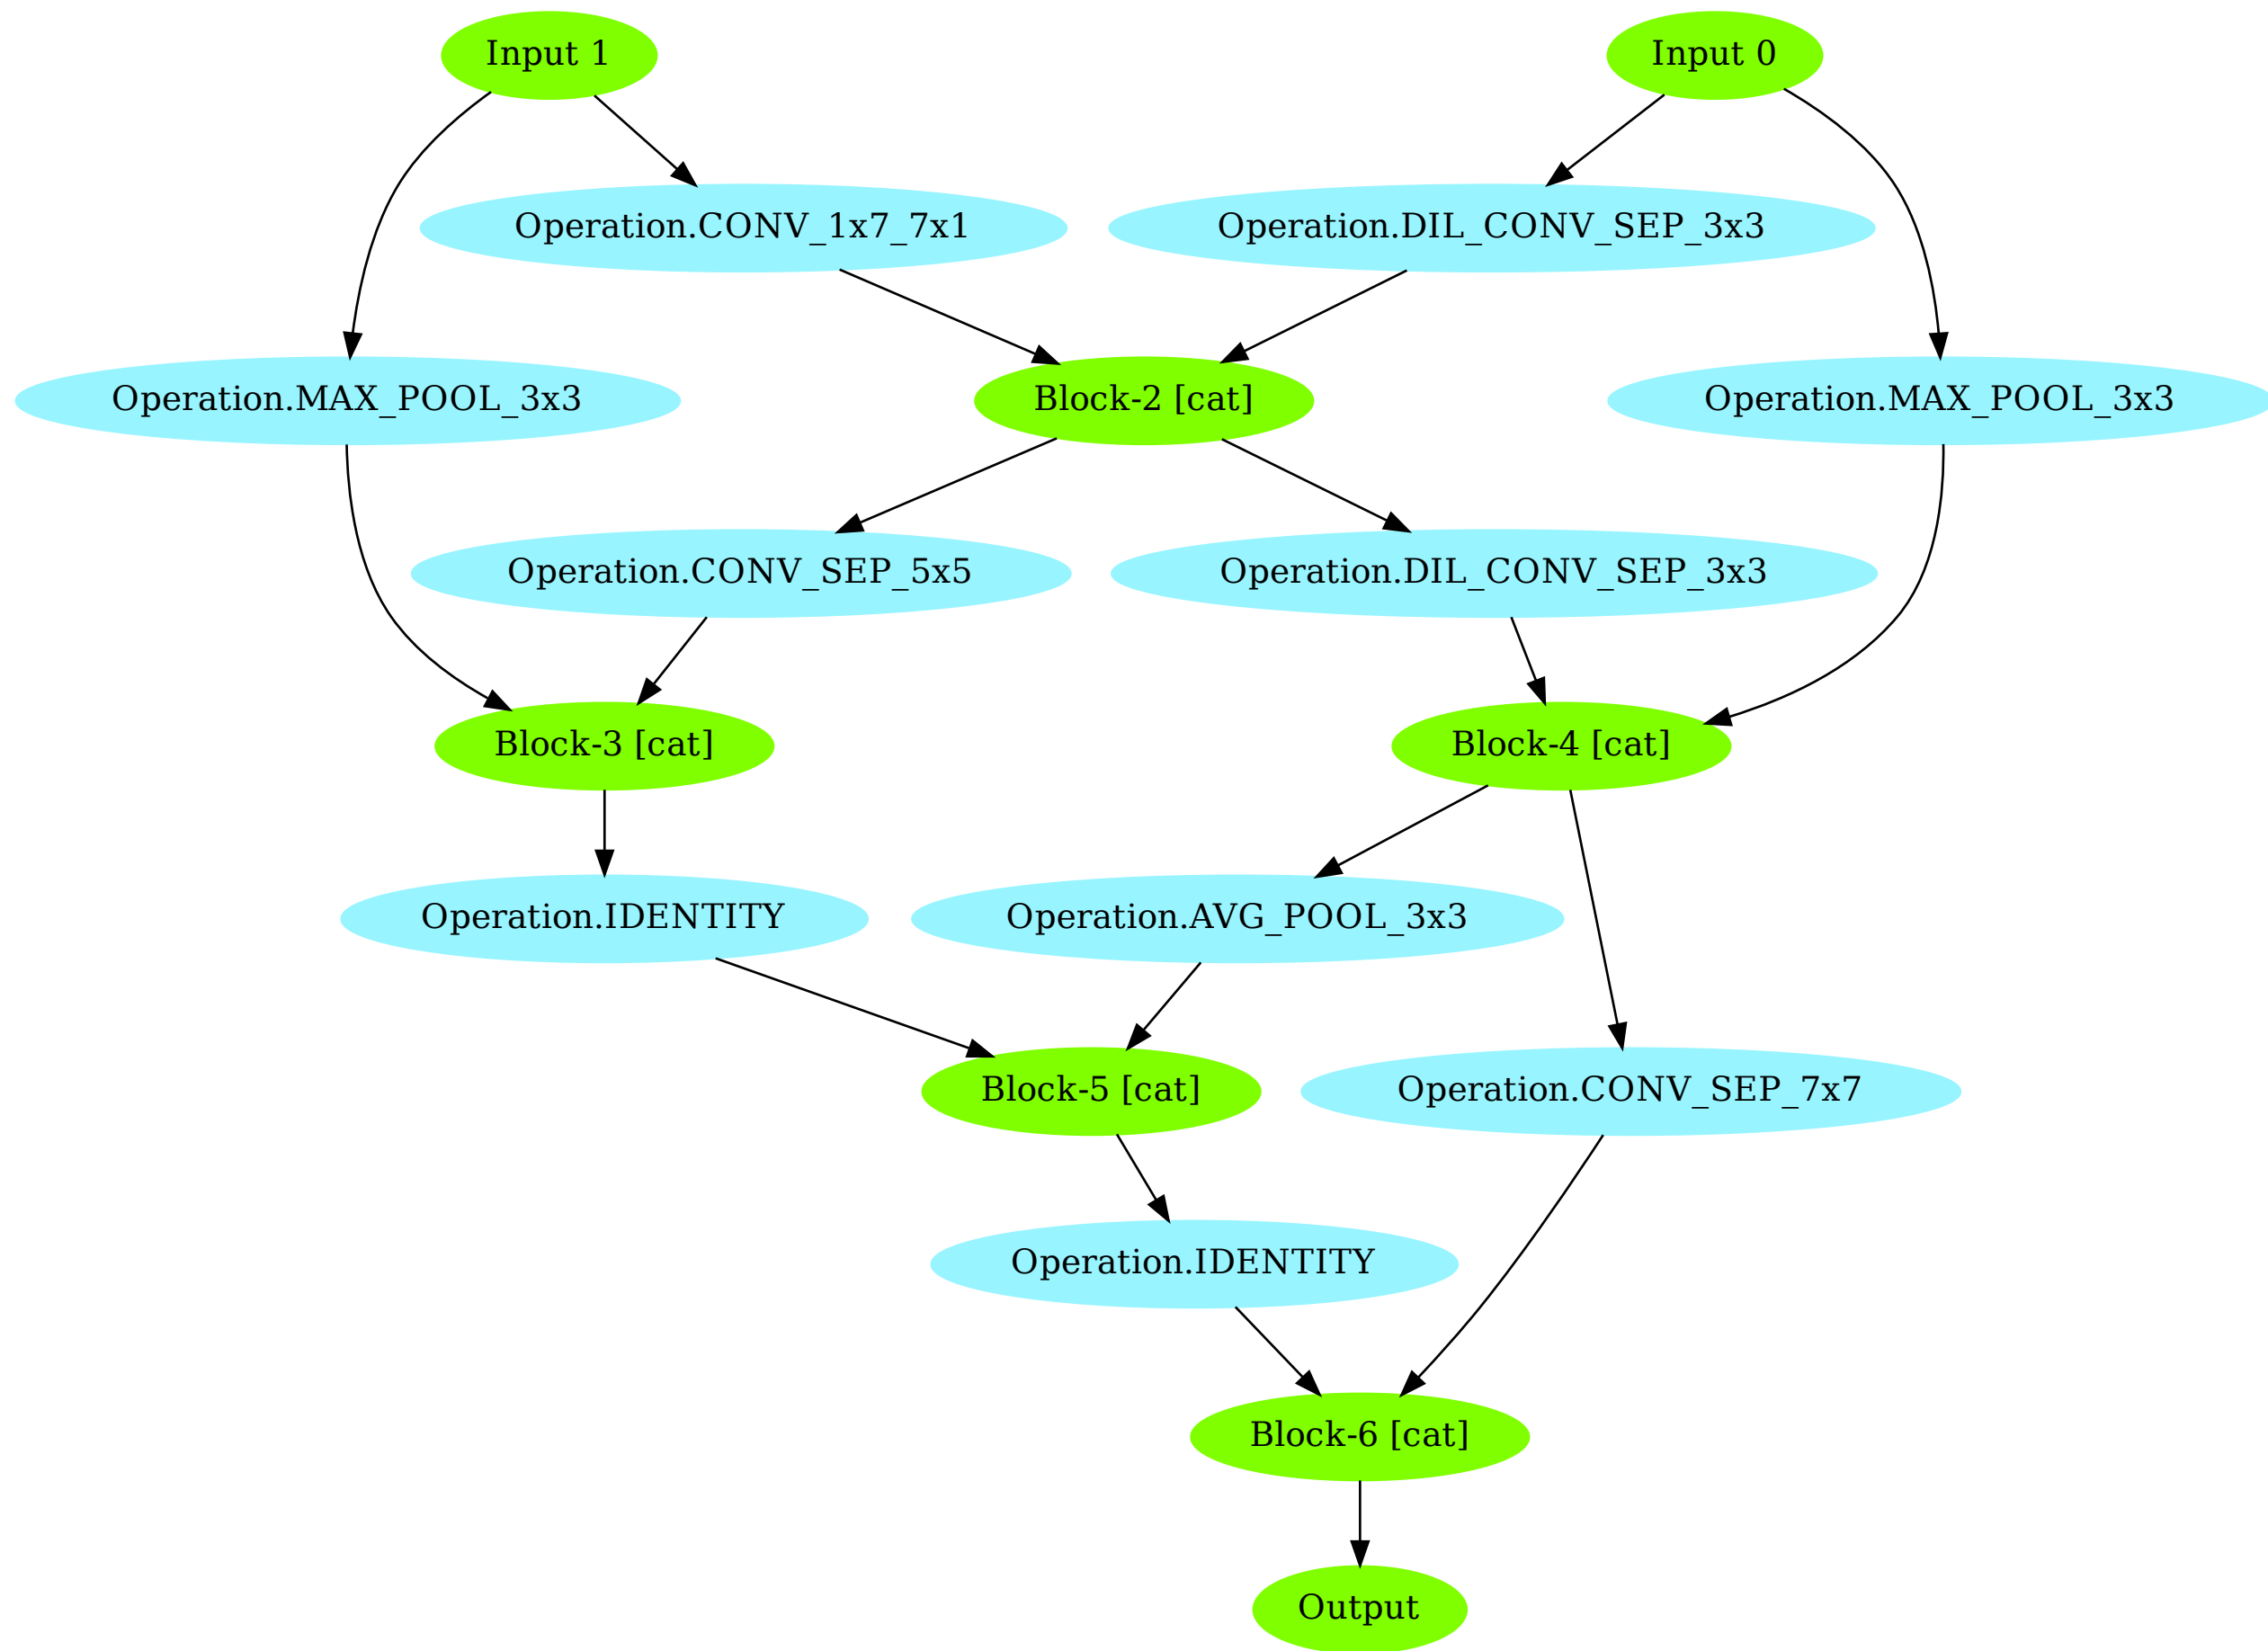 Input 1
Input 0
Operation.CONV_1x7_7x1
Operation.DIL_CONV_SEP_3x3
Operation.MAX_POOL_3x3
Block-2 [cat]
Operation.MAX_POOL_3x3
Operation.CONV_SEP_5x5
Operation.DIL_CONV_SEP_3x3
Block-3 [cat]
Block-4 [cat]
Operation.IDENTITY
Operation.AVG_POOL_3x3
Block-5 [cat]
Operation.CONV_SEP_7x7
Operation.IDENTITY
Block-6 [cat]
Output